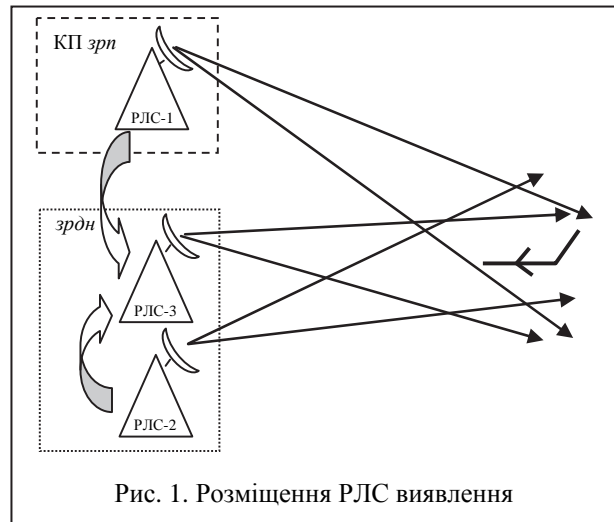 КП зрп
РЛС-1
зрдн
РЛС-3
РЛС-2
Рис. 1. Розміщення РЛС виявлення